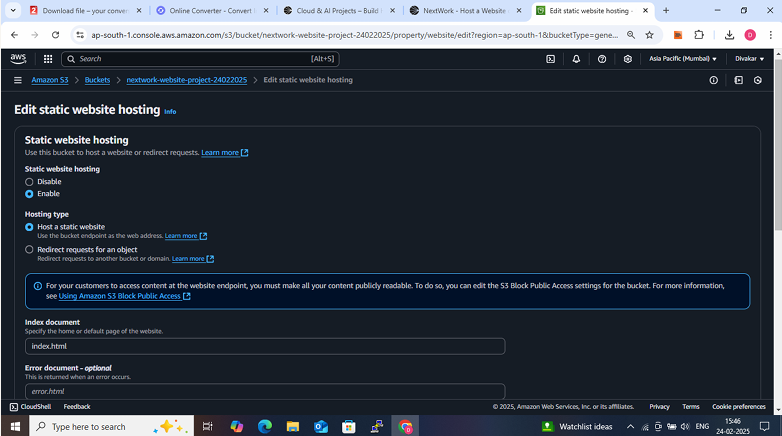 Download file – your conver
Online Converter - Convert I
Cloud & AI Projects – Build
NextWork - Host a Website
Edit static website hosting -
ap-south-1.console.aws.amazon.com/s3/bucket/nextwork-website-project-24022025/property/website/edit?region=ap-south-1&bucketType=gene...
aws
Search [Alt+S]
Asia Pacific (Mumbai)
Divakar
Amazon S3 > Buckets > nextwork-website-project-24022025 > Edit static website hosting
Edit static website hosting Info
Static website hosting
Use this bucket to host a website or redirect requests. Learn more
Static website hosting
Disable
Enable
Hosting type
Host a static website
Use the bucket endpoint as the web address. Learn more
Redirect requests for an object
Redirect requests to another bucket or domain. Learn more
For your customers to access content at the website endpoint, you must make all your content publicly readable. To do so, you can edit the S3 Block Public Access settings for the bucket. For more information,
see Using Amazon S3 Block Public Access
Index document
Specify the home or default page of the website.
index.html
Error document – optional
This is returned when an error occurs.
error.html
CloudShell Feedback © 2025, Amazon Web Services, Inc. or its affiliates. Privacy Terms Cookie preferences
Type here to search
Watchlist ideas
ENG
15:46
24-02-2025